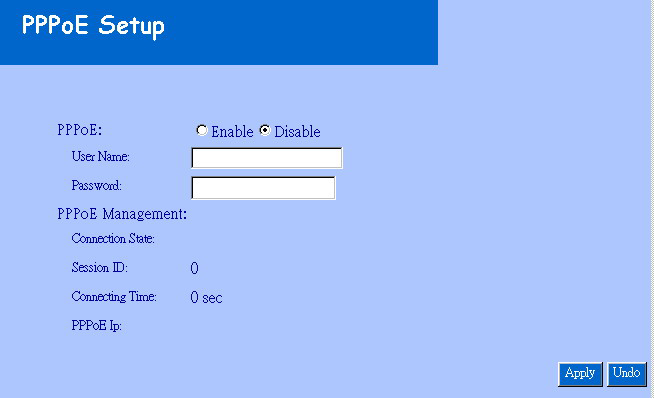 PPPoE Setup
PPPoE: Enable Disable
User Name:
Password:
PPPoE Management:
Connection State:
Session ID: 0
Connecting Time: 0 sec
PPPoE Ip:
Apply Undo